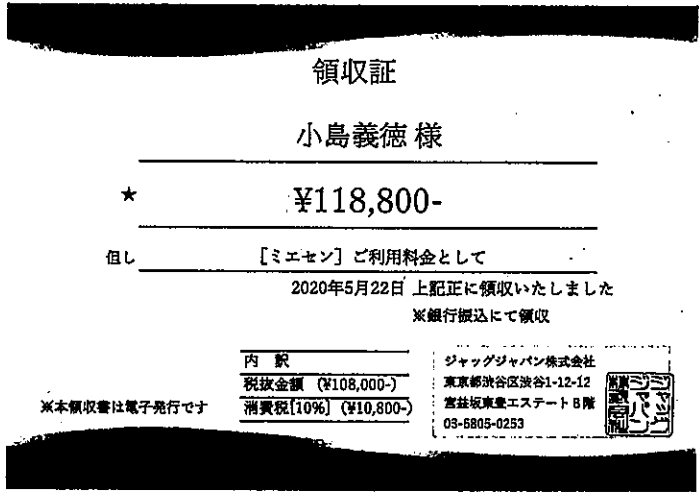 領収証
小島義徳 様
★ ¥118,800-
但し [ミエセン] ご利用料金として
2020年5月22日 上記正に領収いたしました
※銀行振込にて領収
内 訳
税抜金額 (¥108,000-)
消費税[10%] (¥10,800-)
※本領収書は電子発行です
ジャッグジャパン株式会社
東京都渋谷区渋谷1-12-12
宮益坂東豊エステート8階
03-6805-0253